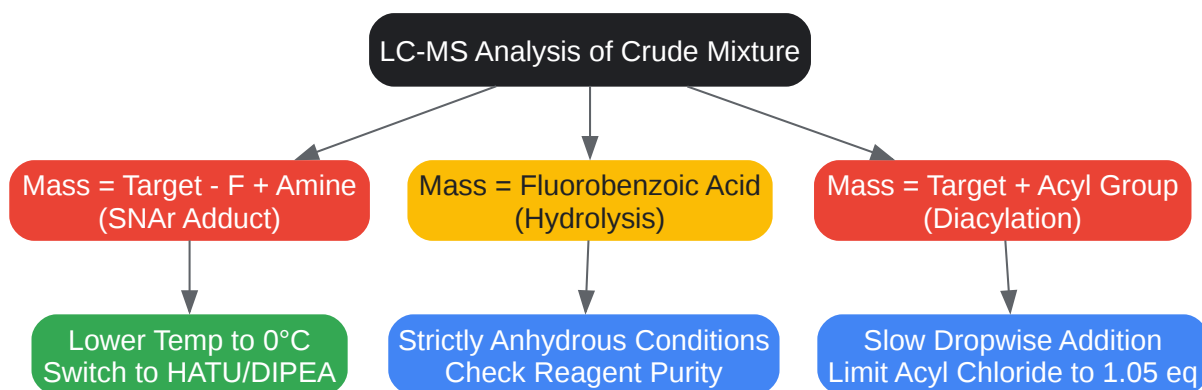 LC-MS Analysis of Crude Mixture
Mass = Target - F + Amine
(SNAr Adduct)
Mass = Fluorobenzoic Acid
(Hydrolysis)
Mass = Target + Acyl Group
(Diacylation)
Lower Temp to 0°C
Switch to HATU/DIPEA
Strictly Anhydrous Conditions
Check Reagent Purity
Slow Dropwise Addition
Limit Acyl Chloride to 1.05 eq